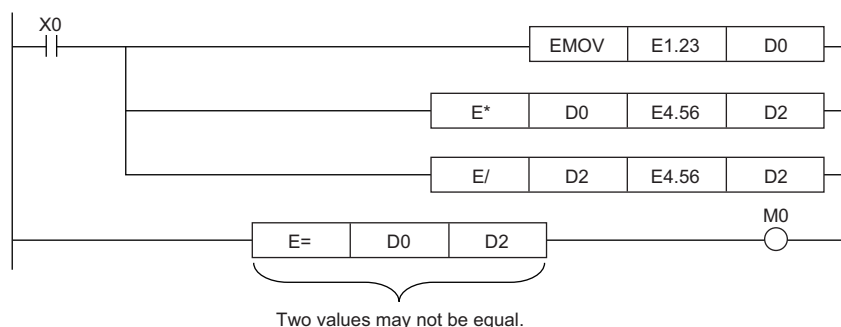 X0
EMOV E1.23 D0
E* D0 E4.56 D2
E/ D2 E4.56 D2
M0
E= D0 D2
Two values may not be equal.